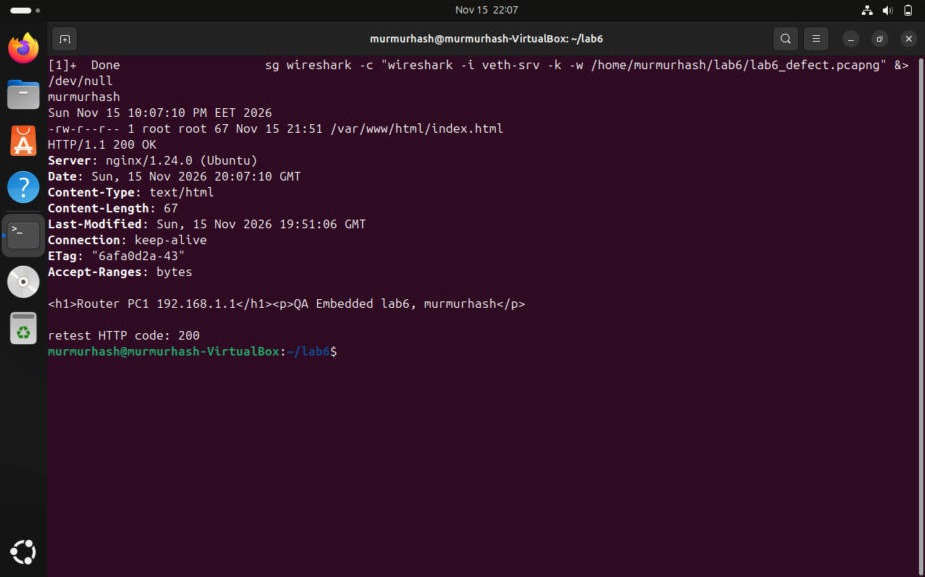 Nov 15 22:07
murmurhash@murmurhash-VirtualBox: ~/lab6
[1]+  Done                    sg wireshark -c "wireshark -i veth-srv -k -w /home/murmurhash/lab6/lab6_defect.pcapng" &>
/dev/null
murmurhash
Sun Nov 15 10:07:10 PM EET 2026
-rw-r--r-- 1 root root 67 Nov 15 21:51 /var/www/html/index.html
HTTP/1.1 200 OK
Server: nginx/1.24.0 (Ubuntu)
Date: Sun, 15 Nov 2026 20:07:10 GMT
Content-Type: text/html
Content-Length: 67
Last-Modified: Sun, 15 Nov 2026 19:51:06 GMT
Connection: keep-alive
ETag: "6afa0d2a-43"
Accept-Ranges: bytes
<h1>Router PC1 192.168.1.1</h1><p>QA Embedded lab6, murmurhash</p>
retest HTTP code: 200
murmurhash@murmurhash-VirtualBox:~/lab6$